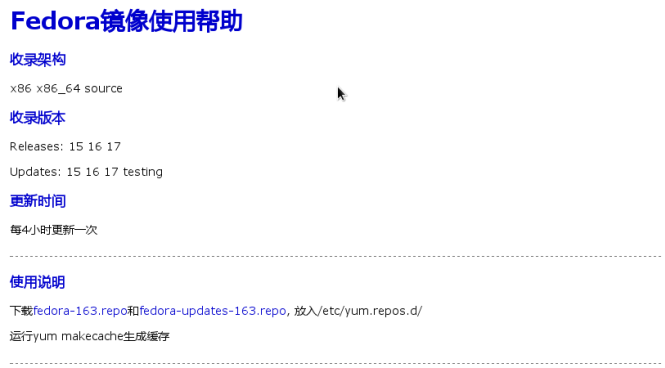 Fedora镜像使用帮助
收录架构
x86 x86_64 source
收录版本
Releases: 15 16 17
Updates: 15 16 17 testing
更新时间
每4小时更新一次
使用说明
下载fedora-163.repo和fedora-updates-163.repo, 放入/etc/yum.repos.d/
运行yum makecache生成缓存